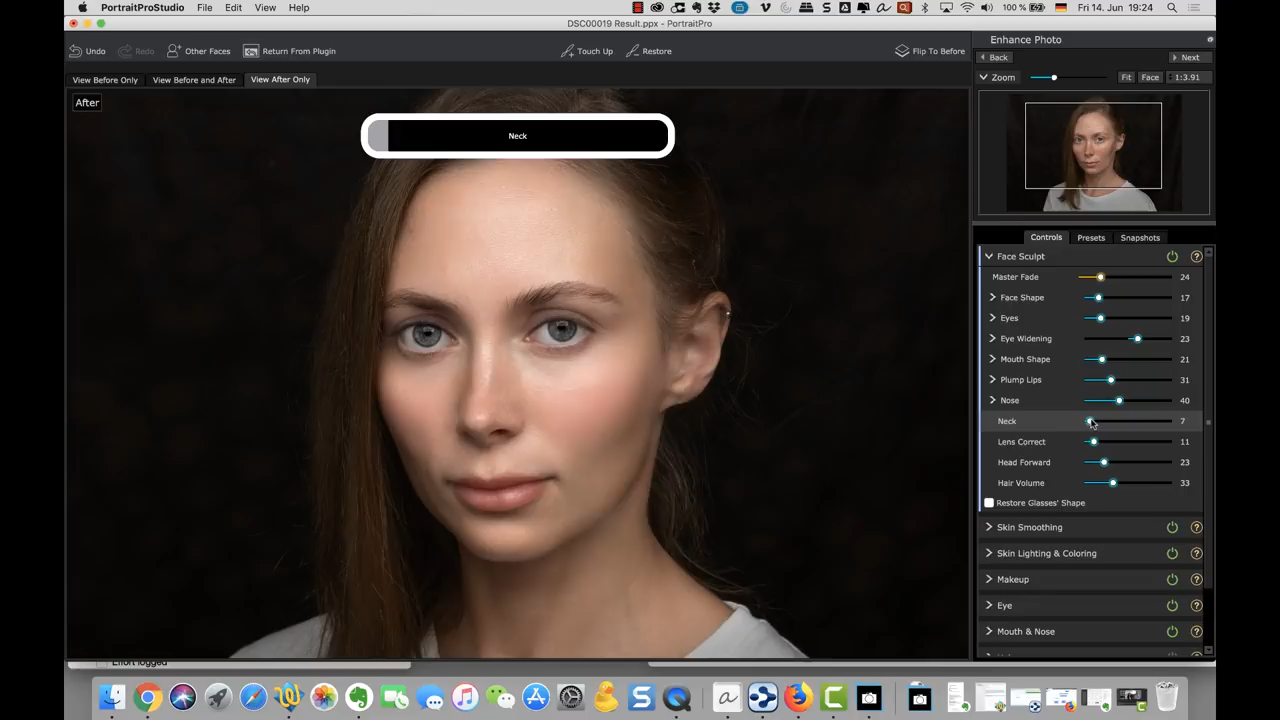 PortraitProStudio File Edit View Help 100% Fri 14. Jun 19:24
DSC00019 Result.ppx - PortraitPro
Undo Redo Other Faces Return From Plugin Touch Up Restore Flip To Before
View Before Only View Before and After View After Only
After
Neck
Enhance Photo
Back Next
Zoom Fit Face 1:3.91
Controls Presets Snapshots
Face Sculpt
Master Fade 24
Face Shape 17
Eyes 19
Eye Widening 23
Mouth Shape 21
Plump Lips 31
Nose 40
Neck 7
Lens Correct 11
Head Forward 23
Hair Volume 33
Restore Glasses' Shape
Skin Smoothing
Skin Lighting & Coloring
Makeup
Eye
Mouth & Nose
Effort logged